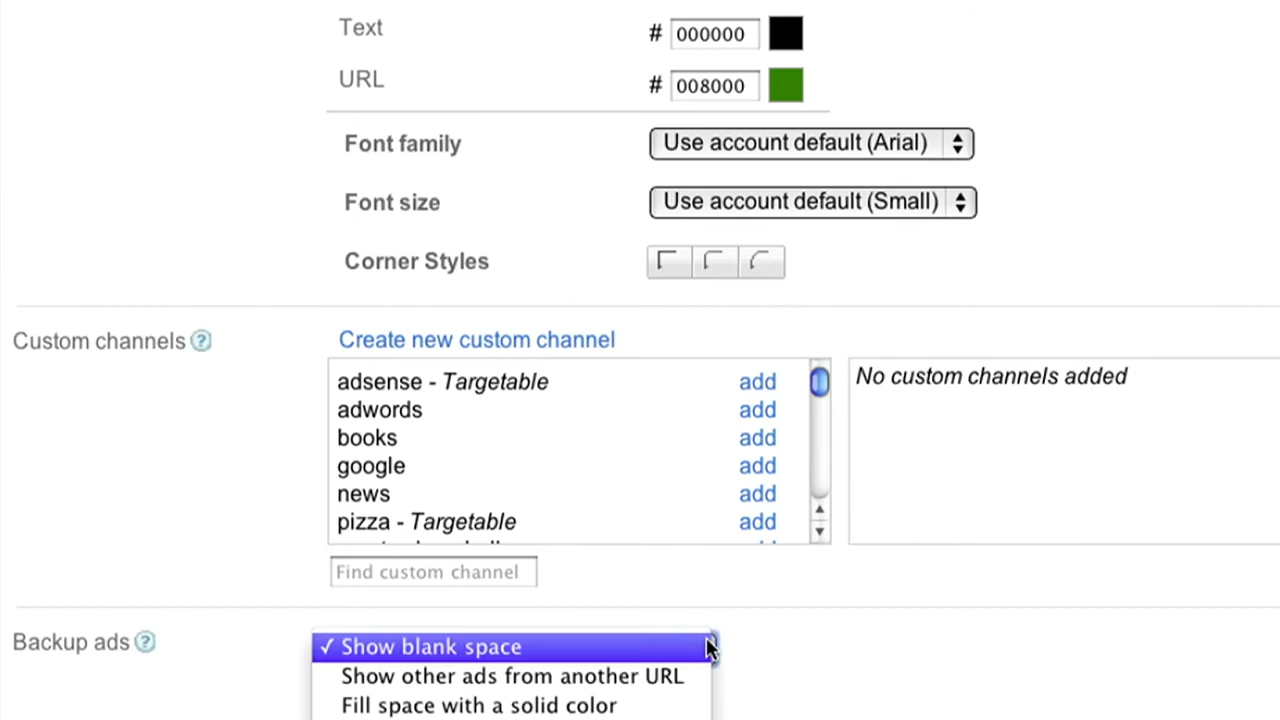 Text # 000000
URL # 008000
Font family Use account default (Arial)
Font size Use account default (Small)
Corner Styles
Custom channels ? Create new custom channel
adsense - Targetable add No custom channels added
adwords add
books add
google add
news add
pizza - Targetable add
Find custom channel
Backup ads ? ✓ Show blank space
Show other ads from another URL
Fill space with a solid color